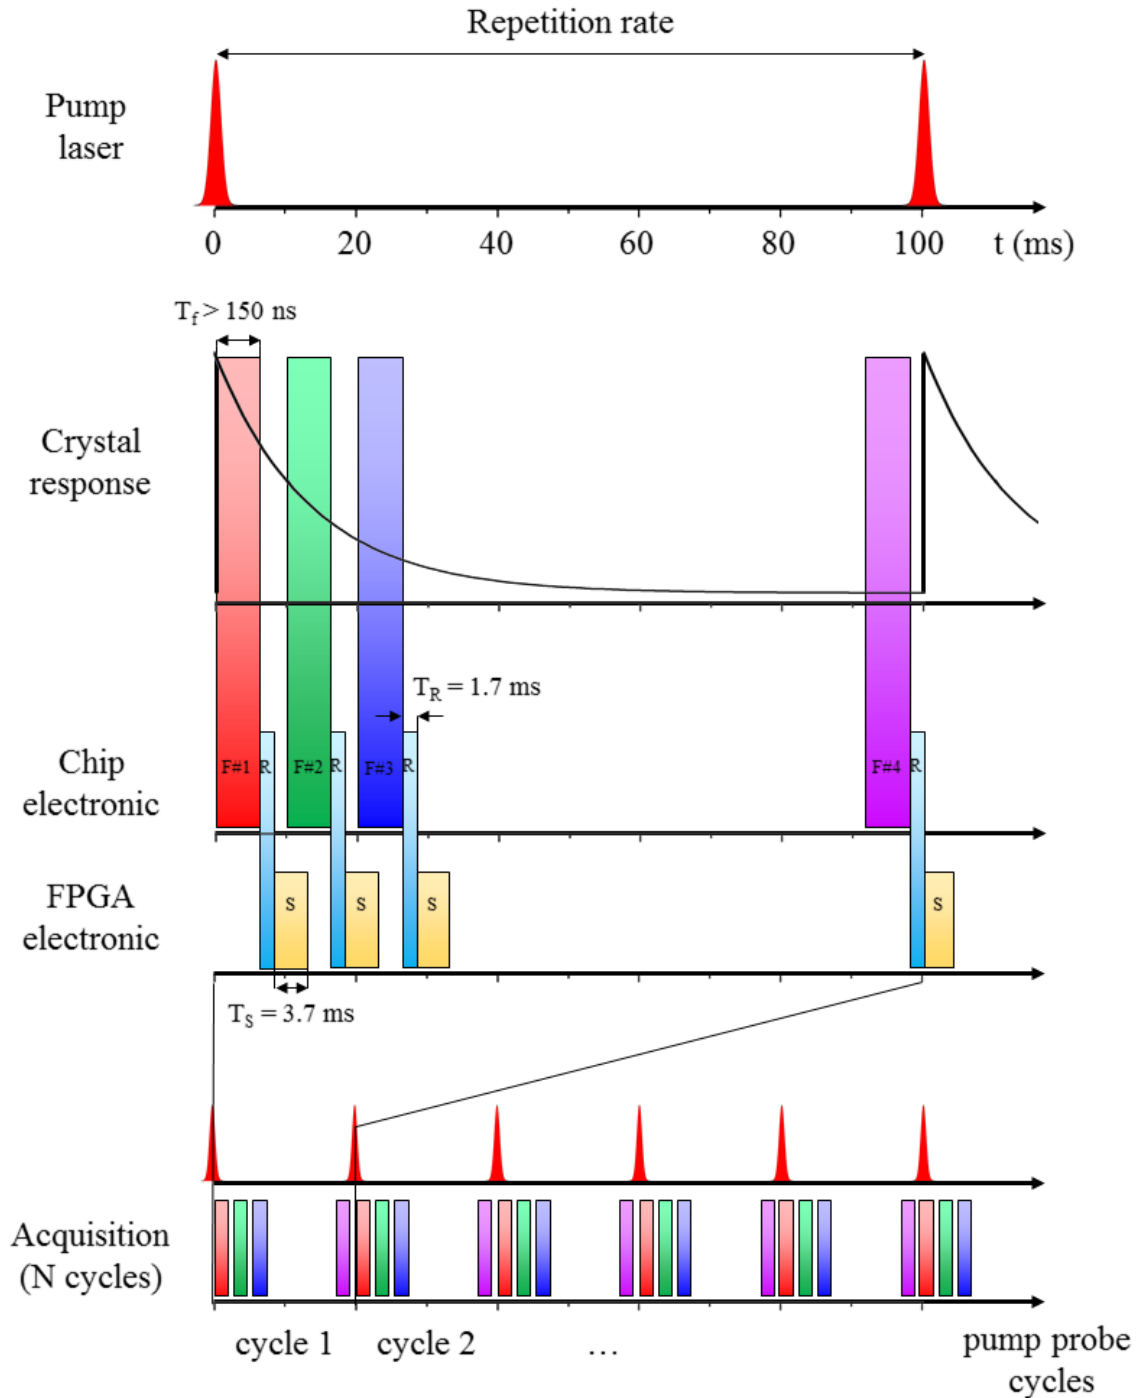 Repetition rate
Pump
laser
0 20 40 60 80 100 t (ms)
T_f > 150 ns
Crystal
response
T_R = 1.7 ms
Chip
electronic
F#1 R F#2 R F#3 R F#4 R
FPGA
electronic
S S S S
T_S = 3.7 ms
Acquisition
(N cycles)
cycle 1 cycle 2 ...
pump probe
cycles